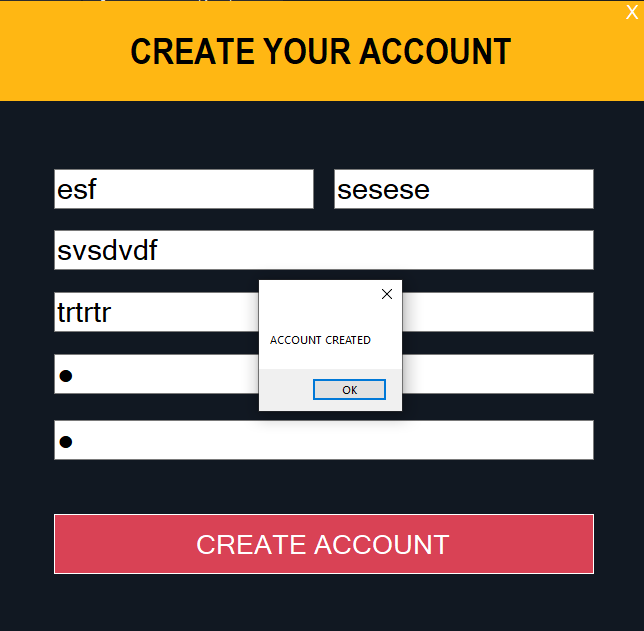 X
CREATE YOUR ACCOUNT
esf
sesese
svsdvdf
trtrtr
ACCOUNT CREATED
OK
●
●
CREATE ACCOUNT